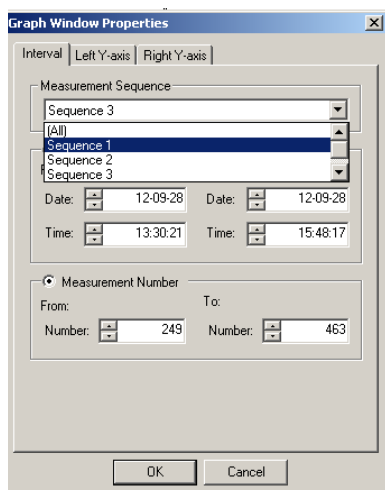 Graph Window Properties
Interval Left Y-axis Right Y-axis
Measurement Sequence
Sequence 3
(All)
Sequence 1
Sequence 2
Sequence 3
Date: 12-09-28 Date: 12-09-28
Time: 13:30:21 Time: 15:48:17
Measurement Number
From: To:
Number: 249 Number: 463
OK Cancel